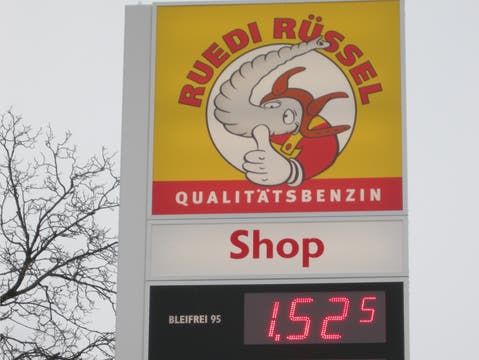 RUEDI RÜSSEL
QUALITÄTSBENZIN
Shop
BLEIFREI 95 1.52 5